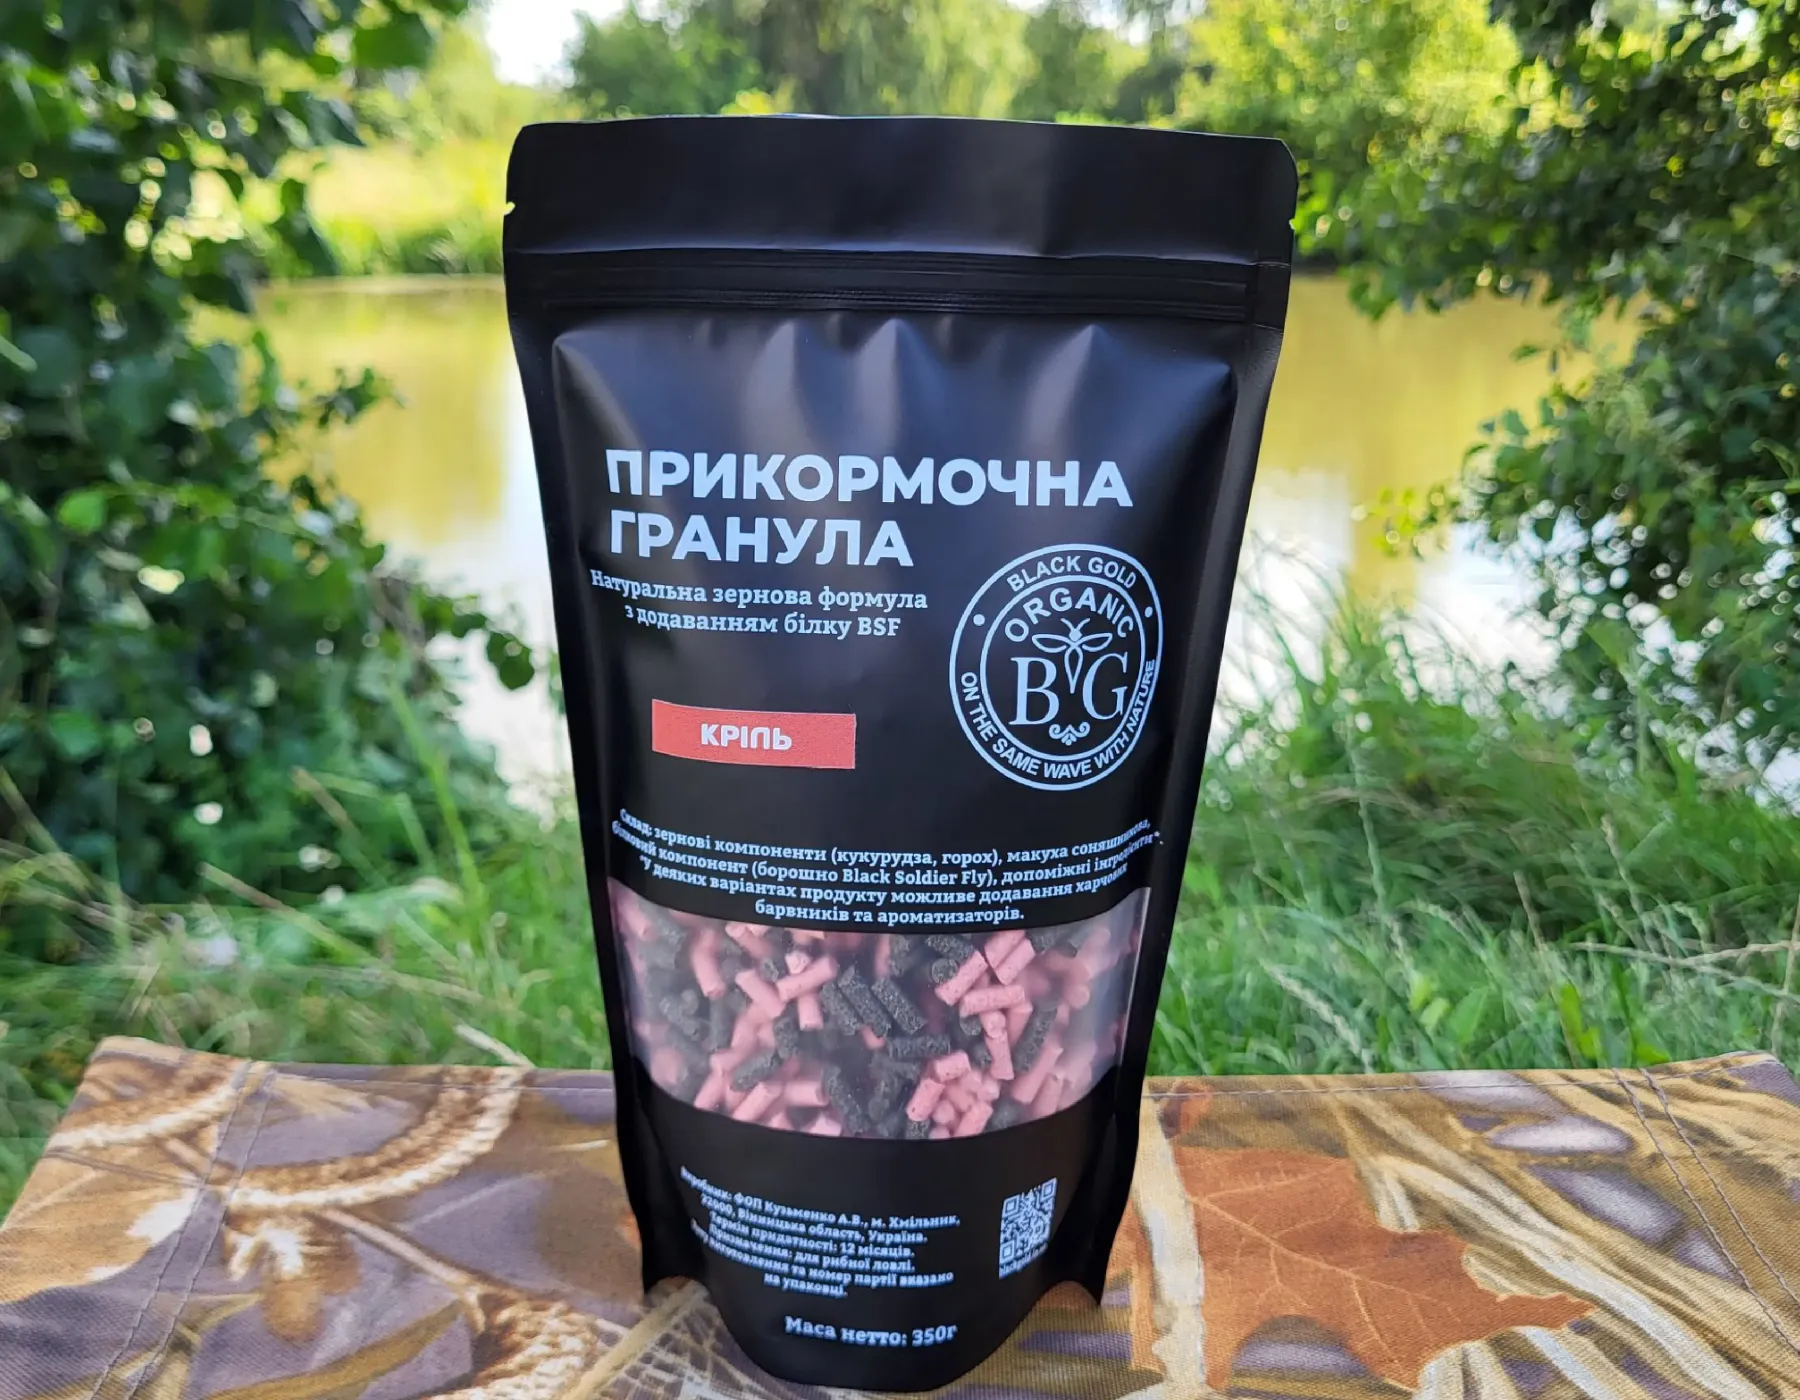 ПРИКОРМОЧНА
ГРАНУЛА
Натуральна зернова формула
з додаванням білку BSF
BLACK GOLD
ORGANIC
BG
ON THE SAME WAVE WITH NATURE
КРІЛЬ
Склад: зернові компоненти (кукурудза, горох), макуха соняшникова,
білковий компонент (борошно Black Soldier Fly), допоміжні інгредієнти*.
*У деяких варіантах продукту можливе додавання харчових
барвників та ароматизаторів.
Виробник: ФОП Кузьменко А.В., м. Хмільник,
22000, Вінницька область, Україна.
Термін придатності: 12 місяців.
Призначення: для рибної ловлі.
виготовлення та номер партії вказано
на упаковці.
Маса нетто: 350г